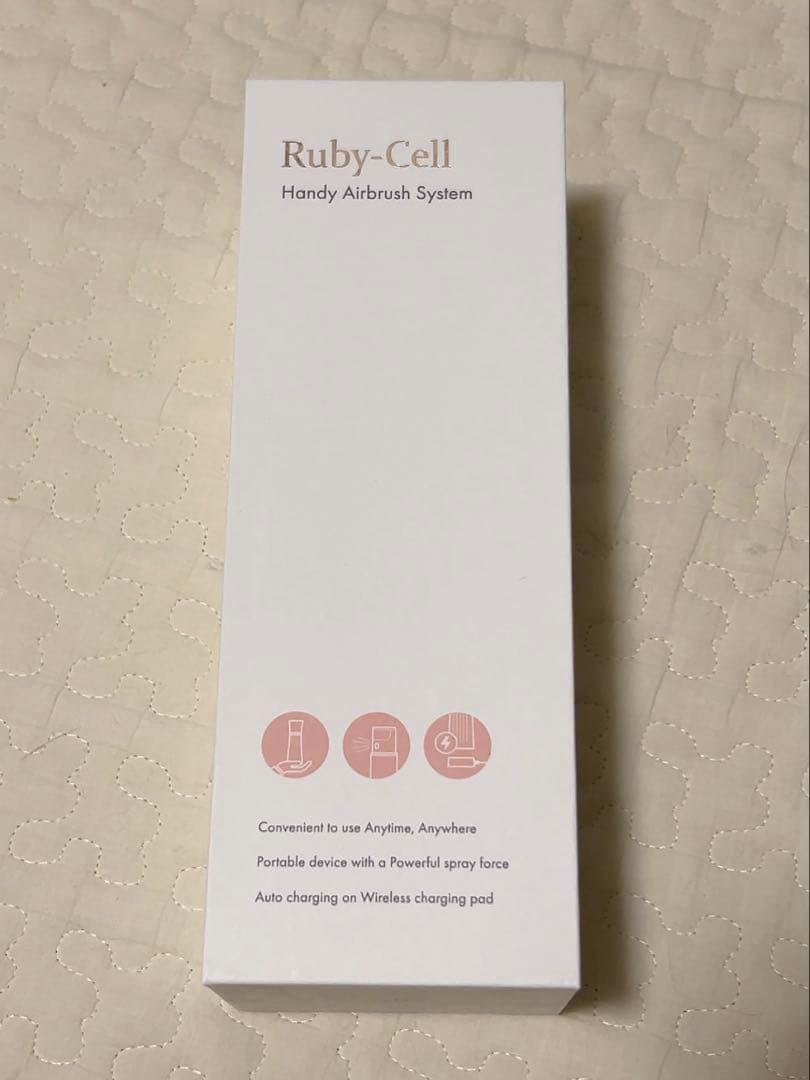 Ruby-Cell
Handy Airbrush System
Convenient to use Anytime, Anywhere
Portable device with a Powerful spray force
Auto charging on Wireless charging pad